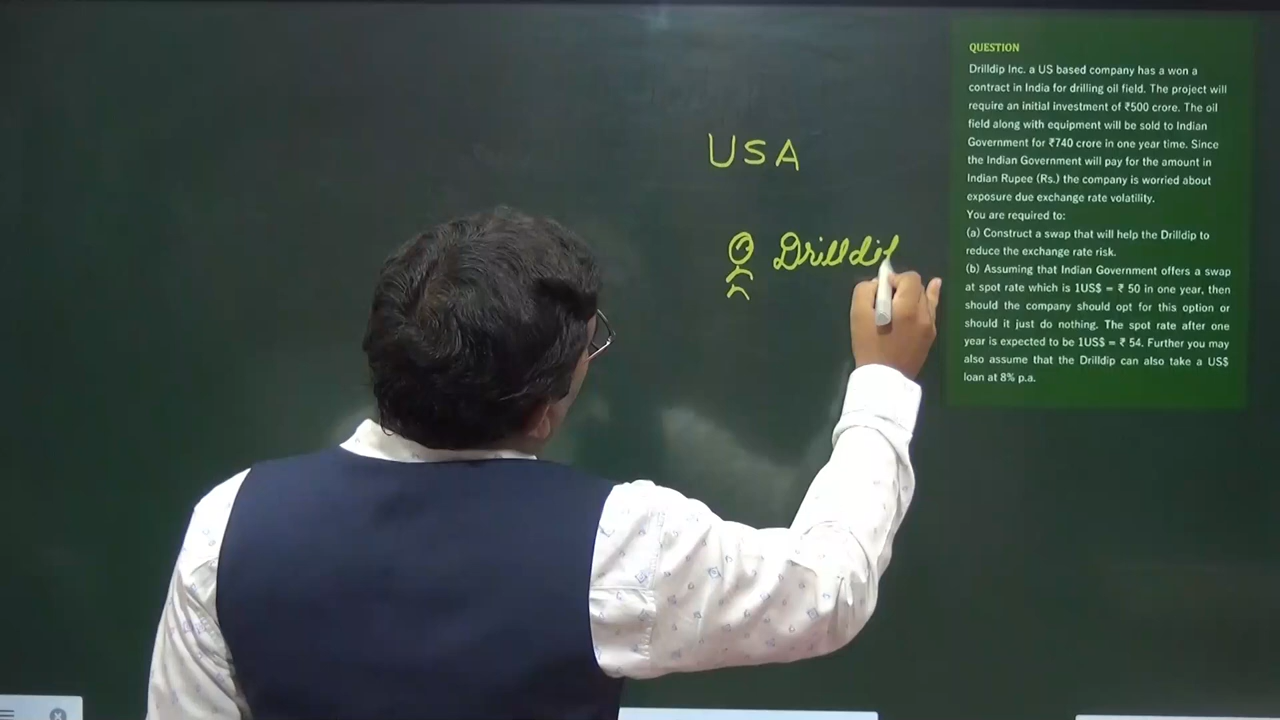 USA
Drilldip
QUESTION
Drilldip Inc. a US based company has a won a
contract in India for drilling oil field. The project will
require an initial investment of ₹500 crore. The oil
field along with equipment will be sold to Indian
Government for ₹740 crore in one year time. Since
the Indian Government will pay for the amount in
Indian Rupee (Rs.) the company is worried about
exposure due exchange rate volatility.
You are required to:
(a) Construct a swap that will help the Drilldip to
reduce the exchange rate risk.
(b) Assuming that Indian Government offers a swap
at spot rate which is 1US$ = ₹ 50 in one year, then
should the company should opt for this option or
should it just do nothing. The spot rate after one
year is expected to be 1US$ = ₹ 54. Further you may
also assume that the Drilldip can also take a US$
loan at 8% p.a.